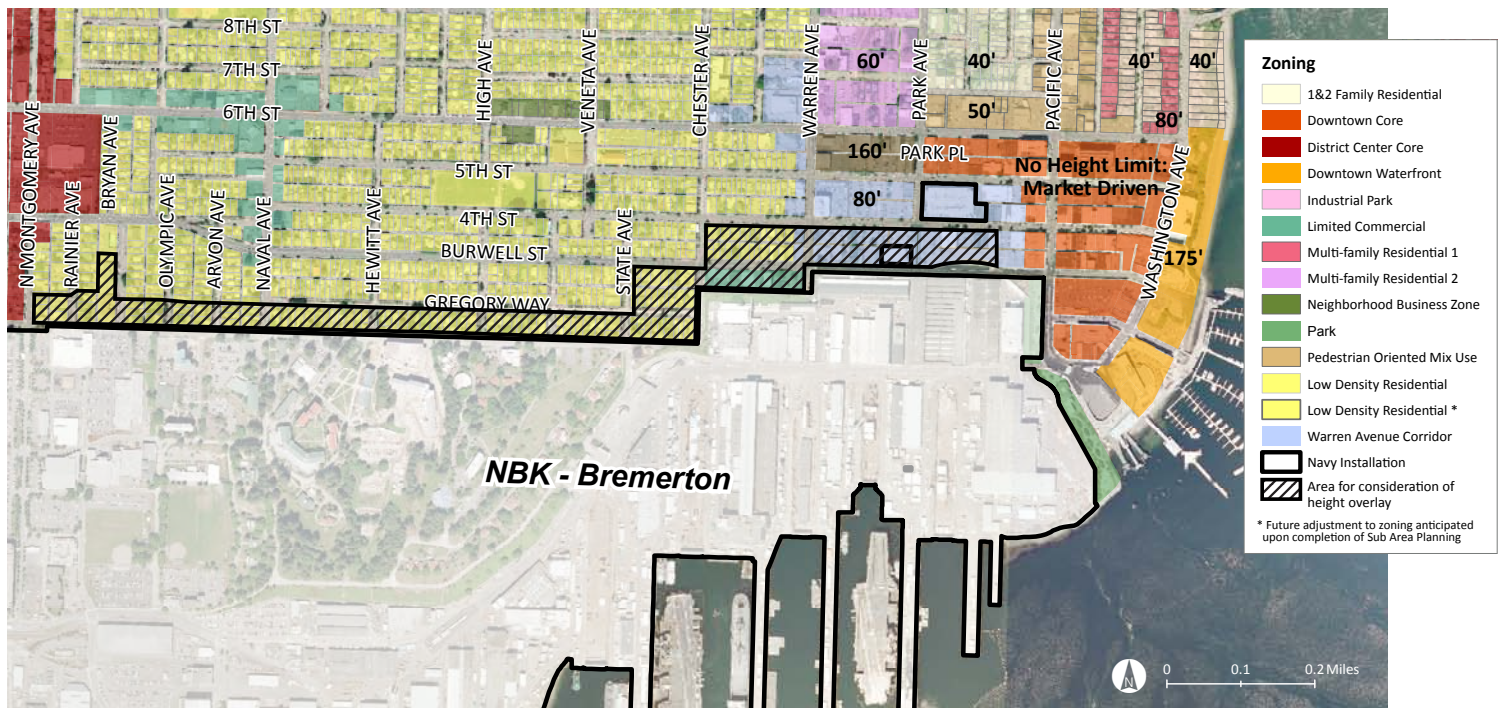 8TH ST
7TH ST
6TH ST
5TH ST
4TH ST
BURWELL ST
GREGORY WAY
PARK PL
N MONTGOMERY AVE
RAINIER AVE
BRYAN AVE
OLYMPIC AVE
ARVON AVE
NAVAL AVE
HEWITT AVE
HIGH AVE
VENETA AVE
STATE AVE
CHESTER AVE
WARREN AVE
PARK AVE
PACIFIC AVE
WASHINGTON AVE
60'
40'
40'
40'
50'
80'
160'
No Height Limit:
Market Driven
80'
175'
NBK - Bremerton
Zoning
1&2 Family Residential
Downtown Core
District Center Core
Downtown Waterfront
Industrial Park
Limited Commercial
Multi-family Residential 1
Multi-family Residential 2
Neighborhood Business Zone
Park
Pedestrian Oriented Mix Use
Low Density Residential
Low Density Residential *
Warren Avenue Corridor
Navy Installation
Area for consideration of
height overlay
* Future adjustment to zoning anticipated
upon completion of Sub Area Planning
N
0 0.1 0.2 Miles